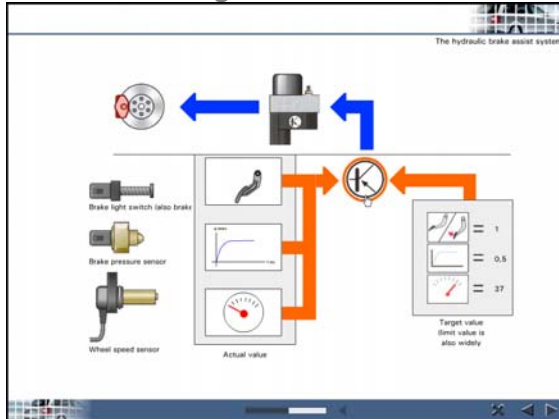 The hydraulic brake assist system
Brake light switch (also brake
Brake pressure sensor
Wheel speed sensor
Actual value
= 1
= 0,5
= 37
Target value
(limit value is
also widely